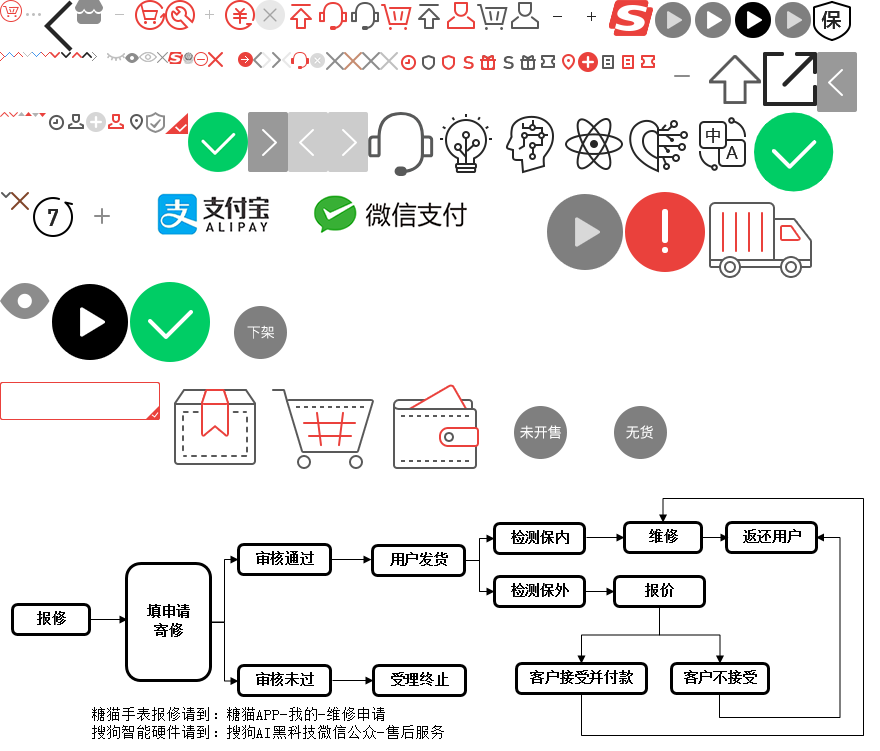 保
中
A
7
支付宝
ALIPAY
微信支付
下架
未开售
无货
检测保内
维修
返还用户
审核通过
用户发货
检测保外
报价
填申请
寄修
报修
审核未过
受理终止
客户接受并付款
客户不接受
糖猫手表报修请到：糖猫APP-我的-维修申请
搜狗智能硬件请到：搜狗AI黑科技微信公众-售后服务